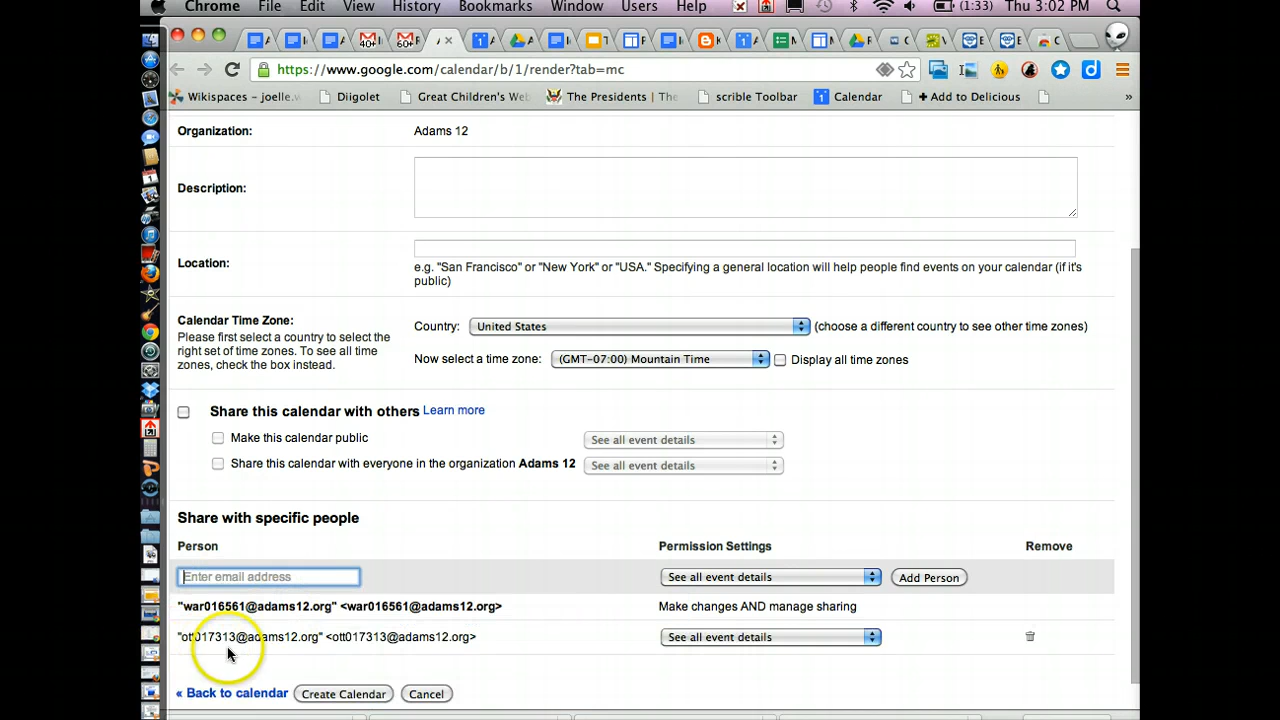 Chrome File Edit View History Bookmarks Window Users Help (1:33) Thu 3:02 PM
40+ 60+
https://www.google.com/calendar/b/1/render?tab=mc
Wikispaces — joelle.w Diigolet Great Children's Web The Presidents | The scrible Toolbar 1 Calendar + Add to Delicious »
Organization: Adams 12
Description:
Location:
e.g. "San Francisco" or "New York" or "USA." Specifying a general location will help people find events on your calendar (if it's
public)
Calendar Time Zone:
Please first select a country to select the
right set of time zones. To see all time
zones, check the box instead.
Country: United States (choose a different country to see other time zones)
Now select a time zone: (GMT-07:00) Mountain Time Display all time zones
Share this calendar with others Learn more
Make this calendar public See all event details
Share this calendar with everyone in the organization Adams 12 See all event details
Share with specific people
Person Permission Settings Remove
Enter email address See all event details Add Person
"war016561@adams12.org" <war016561@adams12.org> Make changes AND manage sharing
"ott017313@adams12.org" <ott017313@adams12.org> See all event details
« Back to calendar Create Calendar Cancel